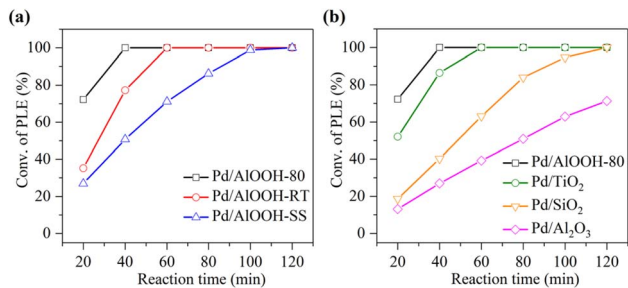 (a)
Conv. of PLE (%)
100
80
60
40
20
0
20 40 60 80 100 120
Reaction time (min)
Pd/AlOOH-80
Pd/AlOOH-RT
Pd/AlOOH-SS
(b)
Conv. of PLE (%)
100
80
60
40
20
0
20 40 60 80 100 120
Reaction time (min)
Pd/AlOOH-80
Pd/TiO₂
Pd/SiO₂
Pd/Al₂O₃